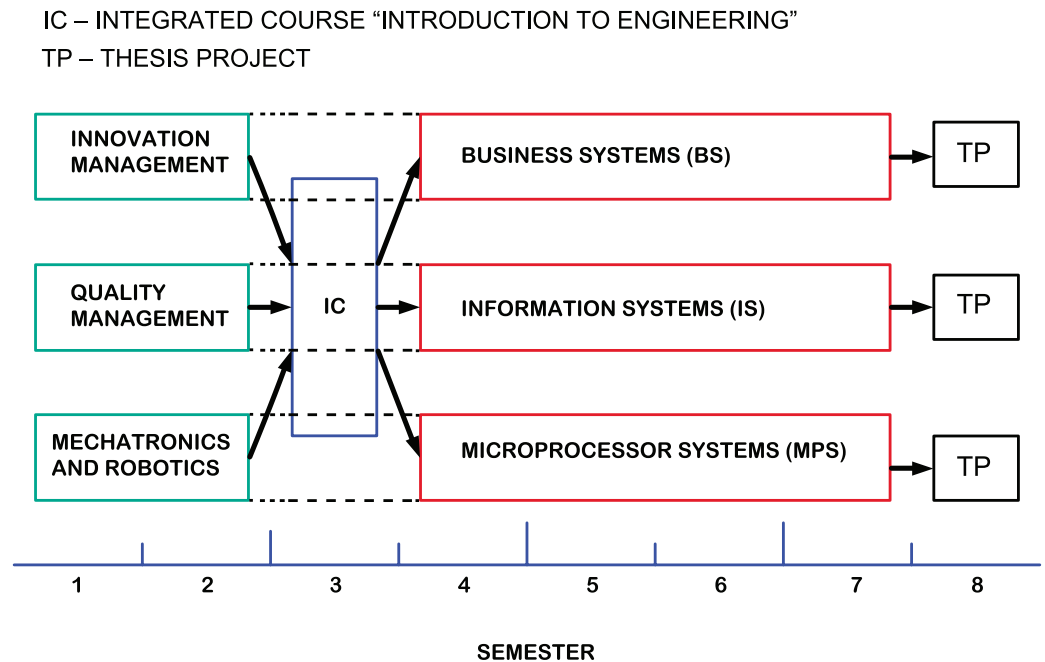 IC – INTEGRATED COURSE “INTRODUCTION TO ENGINEERING”
TP – THESIS PROJECT
INNOVATION
MANAGEMENT
BUSINESS SYSTEMS (BS)
TP
QUALITY
MANAGEMENT
IC
INFORMATION SYSTEMS (IS)
TP
MECHATRONICS
AND ROBOTICS
MICROPROCESSOR SYSTEMS (MPS)
TP
1 2 3 4 5 6 7 8
SEMESTER